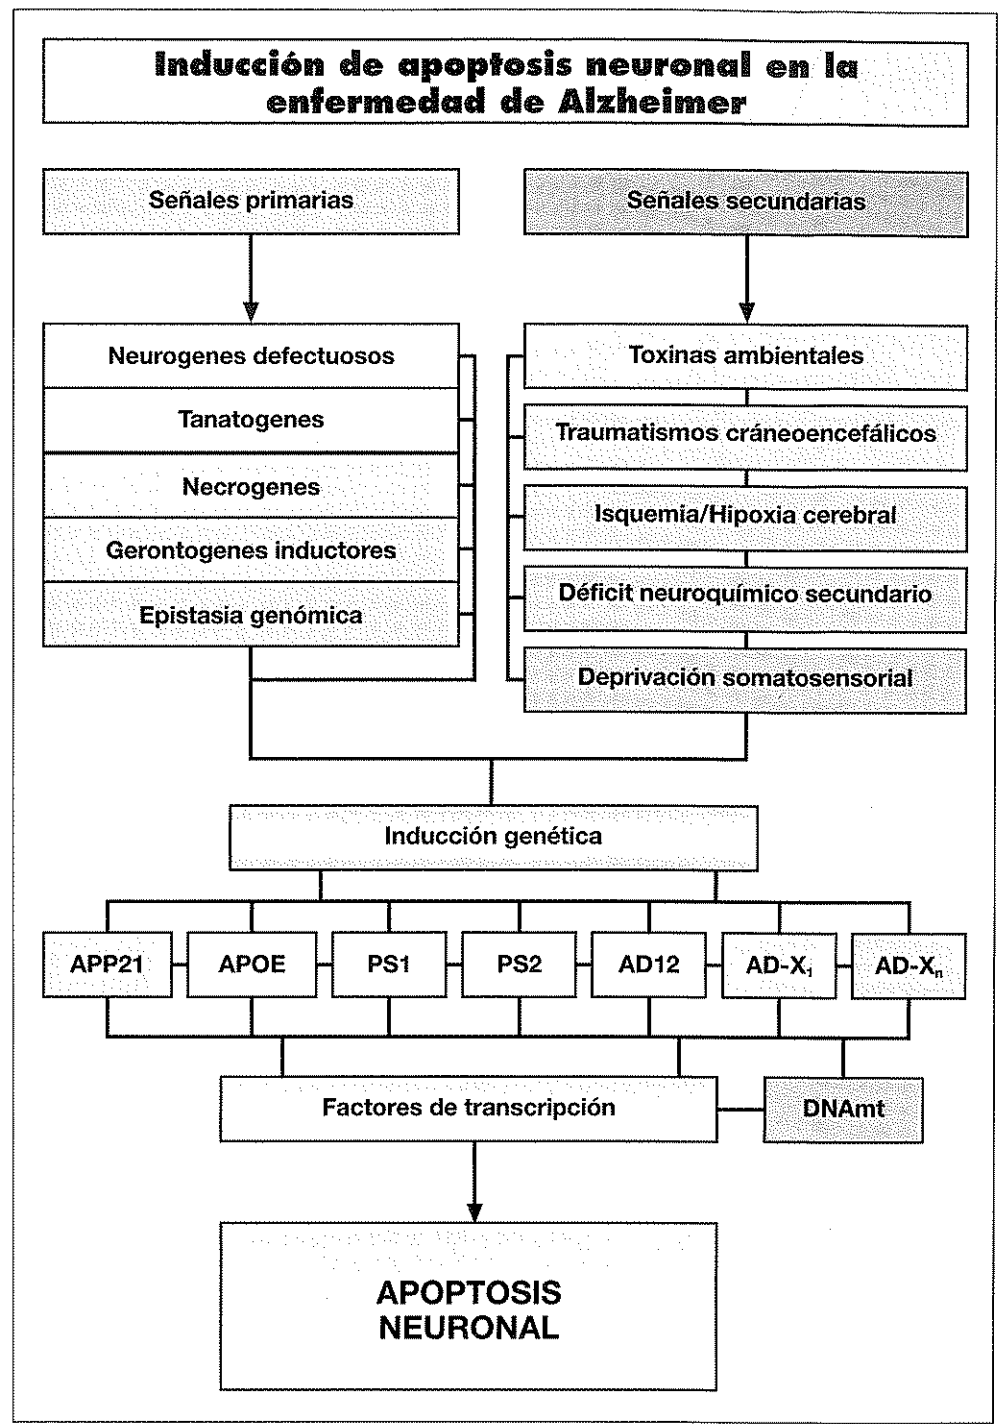 Inducción de apoptosis neuronal en la
enfermedad de Alzheimer
Señales primarias
Neurogenes defectuosos
Tanatogenes
Necrogenes
Gerontogenes inductores
Epistasia genómica
Señales secundarias
Toxinas ambientales
Traumatismos cráneoencefálicos
Isquemia/Hipoxia cerebral
Déficit neuroquímico secundario
Deprivación somatosensorial
Inducción genética
APP21
APOE
PS1
PS2
AD12
AD-X₁
AD-Xₙ
Factores de transcripción
DNAmt
APOPTOSIS
NEURONAL